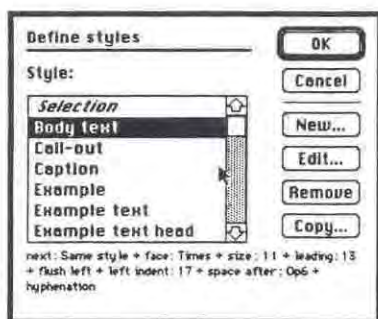 Define styles
OK
Style:
Cancel
Selection
Body text
Call-out
Caption
Example
Example text
Example text head
New...
Edit...
Remove
Copy...
next: Same style + face: Times + size: 11 + leading: 13
+ flush left + left indent: 17 + space after: 0p6 +
hyphenation